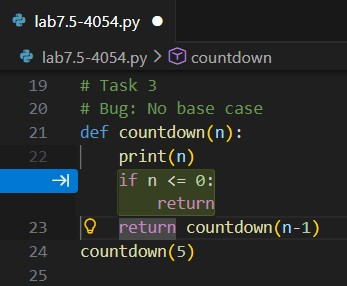 lab7.5-4054.py
lab7.5-4054.py > countdown
19 # Task 3
20 # Bug: No base case
21 def countdown(n):
22     print(n)
    if n <= 0:
        return
23     return countdown(n-1)
24 countdown(5)
25